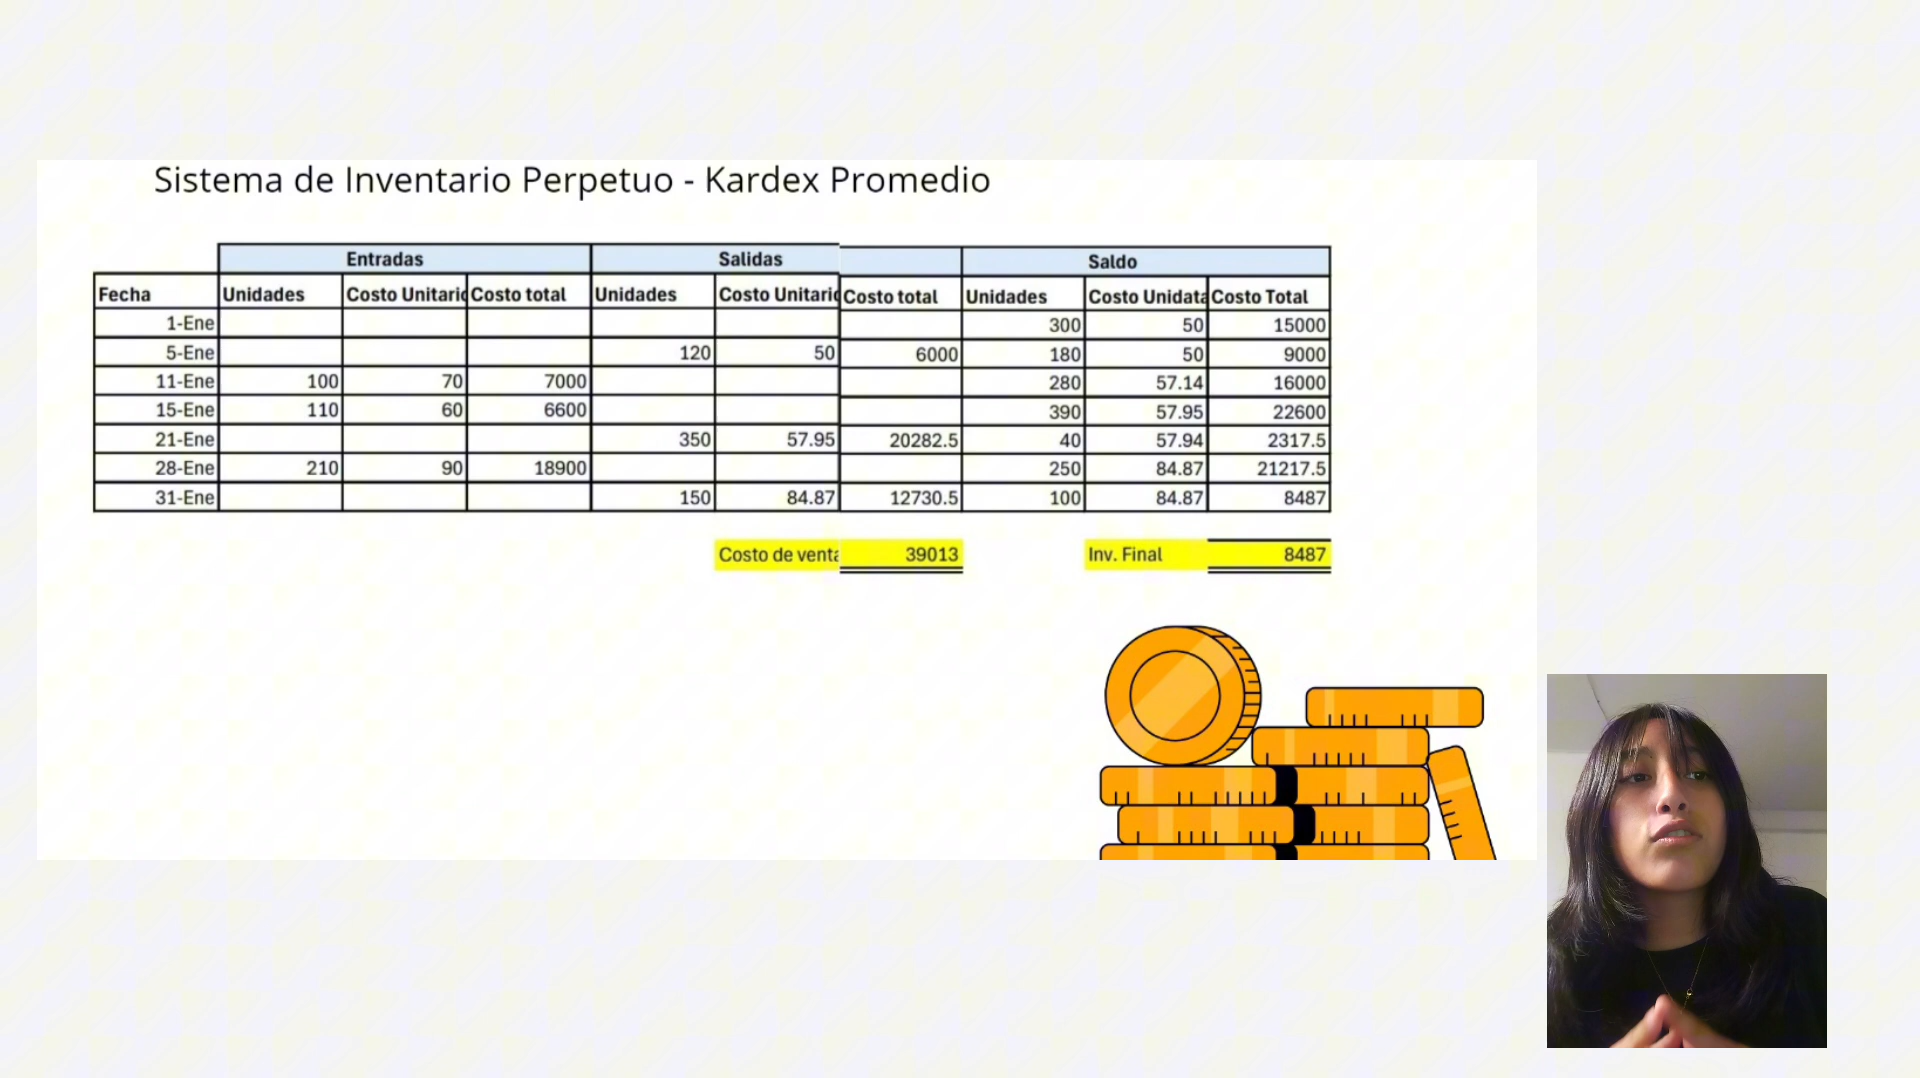 Sistema de Inventario Perpetuo - Kardex Promedio
Entradas Salidas Saldo
Fecha Unidades Costo Unitario Costo total Unidades Costo Unitario Costo total Unidades Costo Unidata Costo Total
1-Ene 300 50 15000
5-Ene 120 50 6000 180 50 9000
11-Ene 100 70 7000 280 57.14 16000
15-Ene 110 60 6600 390 57.95 22600
21-Ene 350 57.95 20282.5 40 57.94 2317.5
28-Ene 210 90 18900 250 84.87 21217.5
31-Ene 150 84.87 12730.5 100 84.87 8487
Costo de venta 39013 Inv. Final 8487